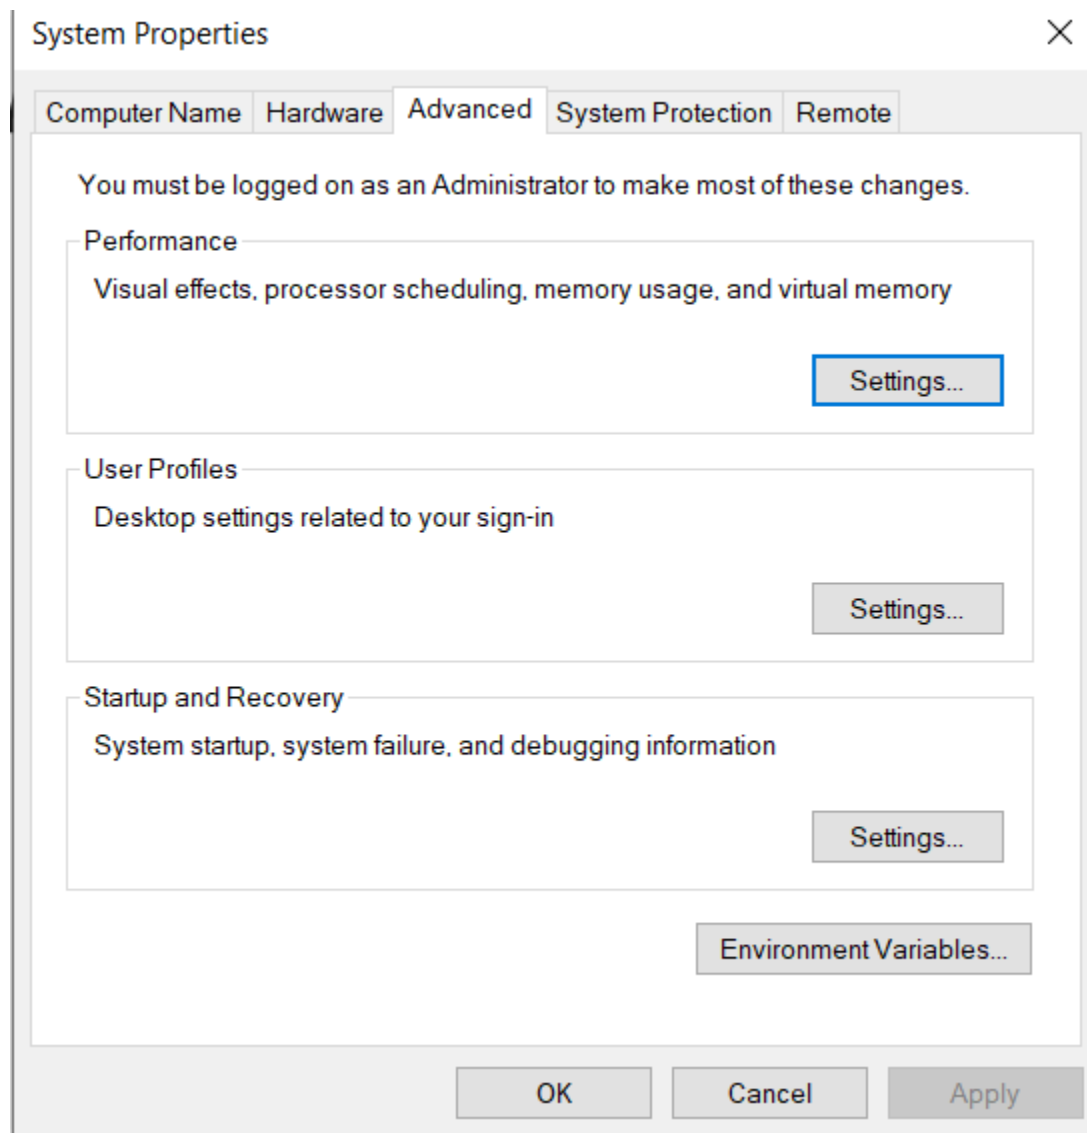 System Properties
Computer Name Hardware Advanced System Protection Remote
You must be logged on as an Administrator to make most of these changes.
Performance
Visual effects, processor scheduling, memory usage, and virtual memory
Settings...
User Profiles
Desktop settings related to your sign-in
Settings...
Startup and Recovery
System startup, system failure, and debugging information
Settings...
Environment Variables...
OK Cancel Apply